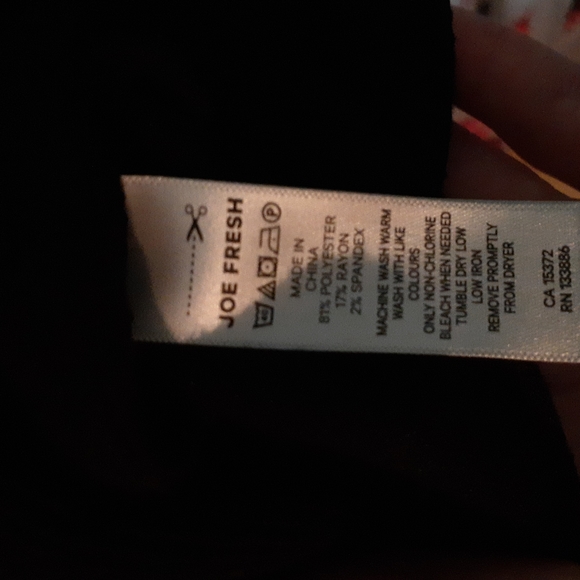 JOE FRESH
P
MADE IN
CHINA
81% POLYESTER
17% RAYON
2% SPANDEX
MACHINE WASH WARM
WASH WITH LIKE
COLOURS
ONLY NON-CHLORINE
BLEACH WHEN NEEDED
TUMBLE DRY LOW
LOW IRON
REMOVE PROMPTLY
FROM DRYER
CA 15372
RN 133886